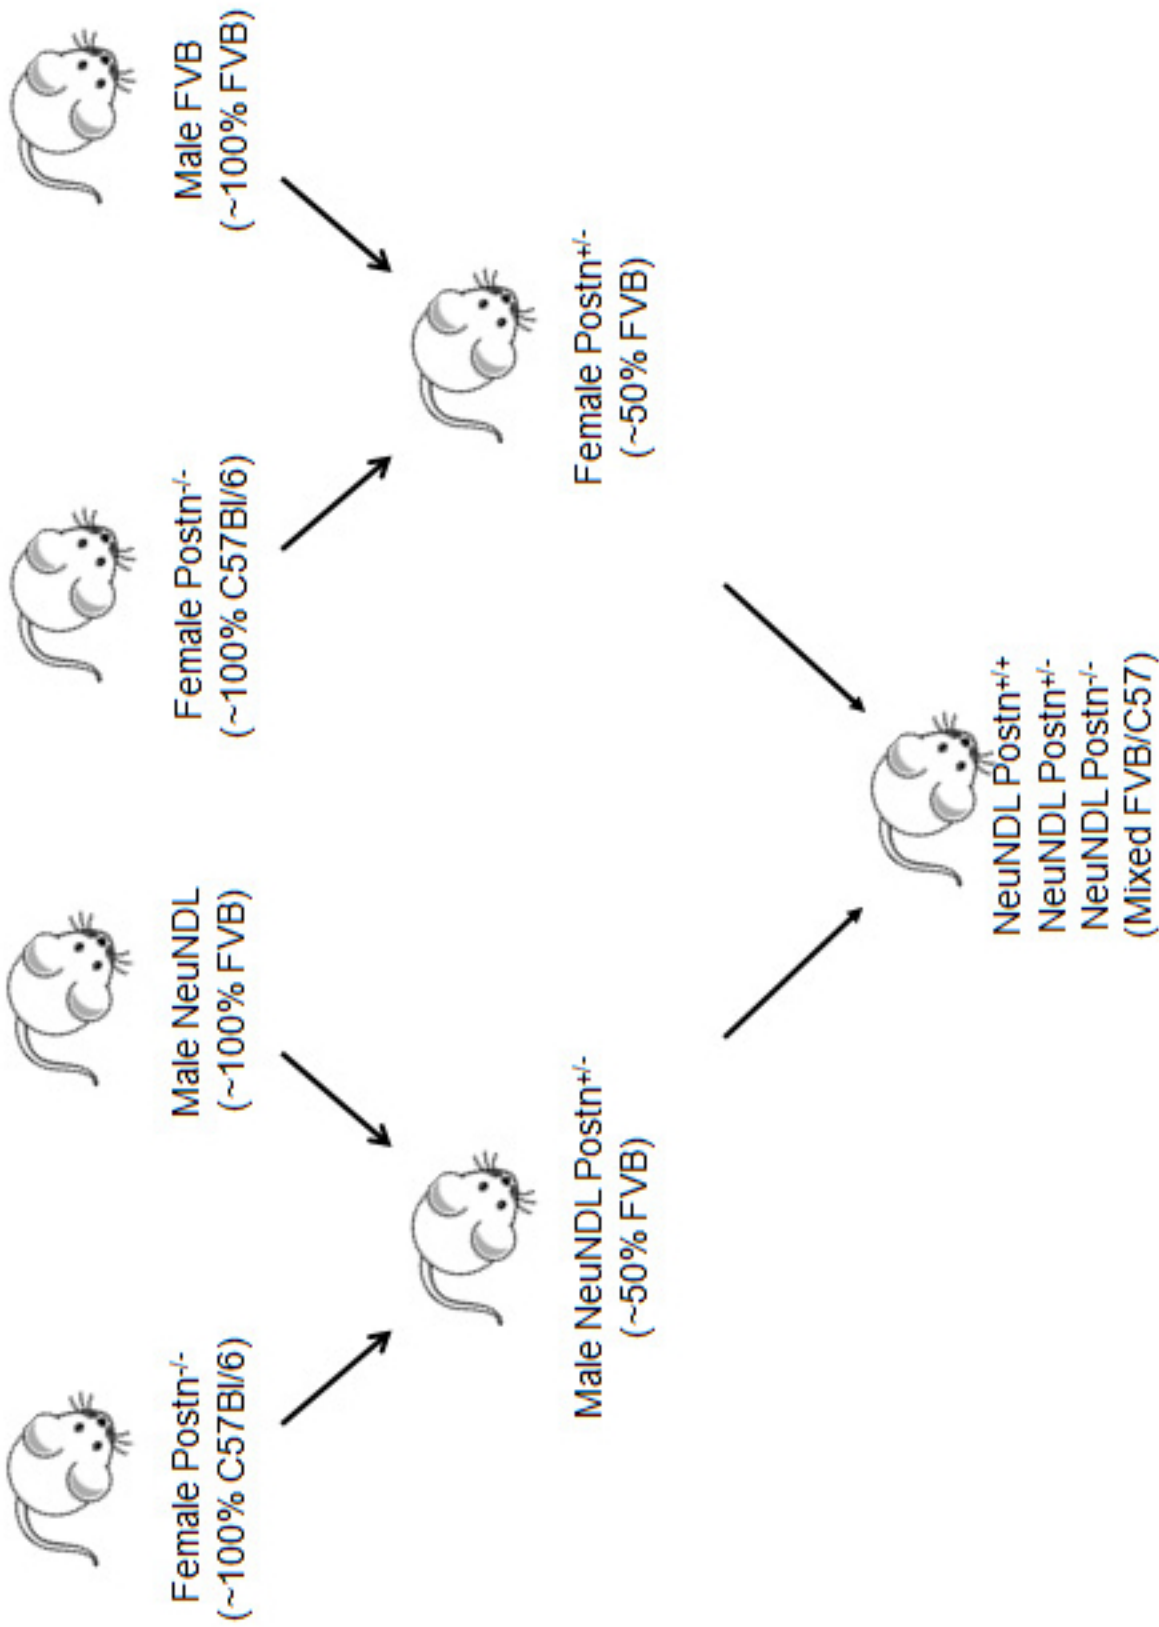 Female Postn-/-
(~100% C57Bl/6)
Male NeuNDL
(~100% FVB)
Female Postn-/-
(~100% C57Bl/6)
Male FVB
(~100% FVB)
Male NeuNDL Postn+/-
(~50% FVB)
Female Postn+/-
(~50% FVB)
NeuNDL Postn+/+
NeuNDL Postn+/-
NeuNDL Postn-/-
(Mixed FVB/C57)